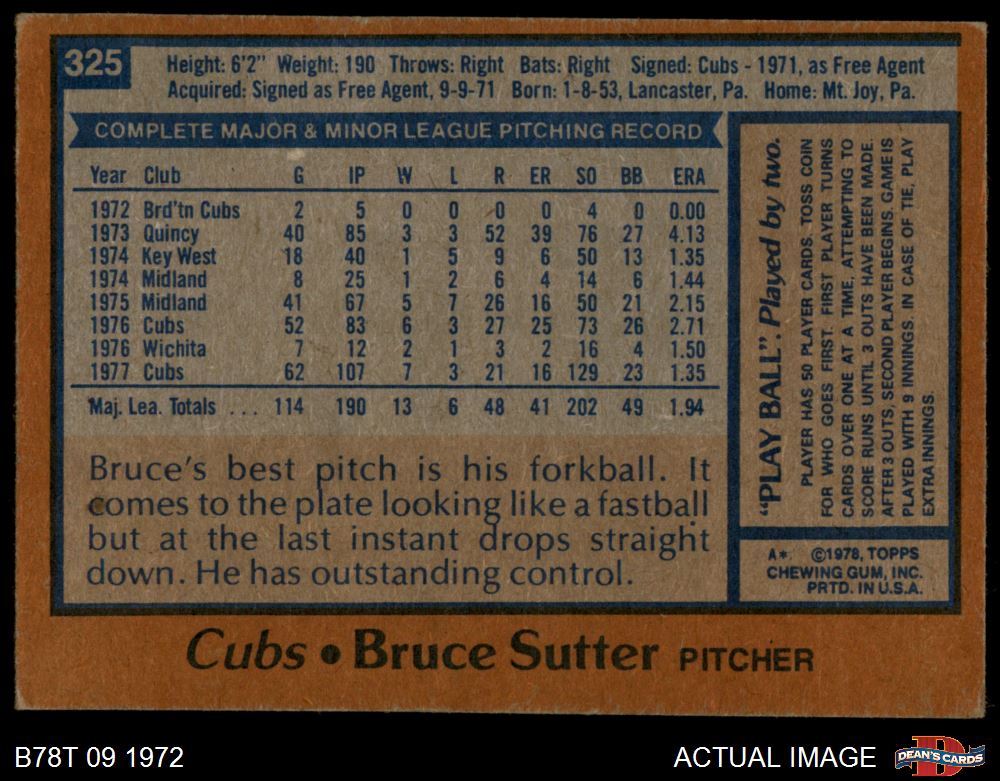 325
Height: 6'2" Weight: 190 Throws: Right Bats: Right Signed: Cubs - 1971, as Free Agent
Acquired: Signed as Free Agent, 9-9-71 Born: 1-8-53, Lancaster, Pa. Home: Mt. Joy, Pa.
COMPLETE MAJOR & MINOR LEAGUE PITCHING RECORD
Year Club G IP W L R ER SO BB ERA
1972 Brd'tn Cubs 2 5 0 0 0 0 4 0 0.00
1973 Quincy 40 85 3 3 52 39 76 27 4.13
1974 Key West 18 40 1 5 9 6 50 13 1.35
1974 Midland 8 25 1 2 6 4 14 6 1.44
1975 Midland 41 67 5 7 26 16 50 21 2.15
1976 Cubs 52 83 6 3 27 25 73 26 2.71
1976 Wichita 7 12 2 1 3 2 16 4 1.50
1977 Cubs 62 107 7 3 21 16 129 23 1.35
Maj. Lea. Totals ... 114 190 13 6 48 41 202 49 1.94
Bruce's best pitch is his forkball. It
comes to the plate looking like a fastball
but at the last instant drops straight
down. He has outstanding control.
"PLAY BALL". Played by two.
PLAYER HAS 50 PLAYER CARDS. TOSS COIN
FOR WHO GOES FIRST. FIRST PLAYER TURNS
CARDS OVER ONE AT A TIME, ATTEMPTING TO
SCORE RUNS UNTIL 3 OUTS HAVE BEEN MADE.
AFTER 3 OUTS, SECOND PLAYER BEGINS. GAME IS
PLAYED WITH 9 INNINGS. IN CASE OF TIE, PLAY
EXTRA INNINGS.
A* ©1978, TOPPS
CHEWING GUM, INC.
PRTD. IN U.S.A.
Cubs • Bruce Sutter PITCHER
B78T 09 1972
ACTUAL IMAGE
D
DEAN'S CARDS